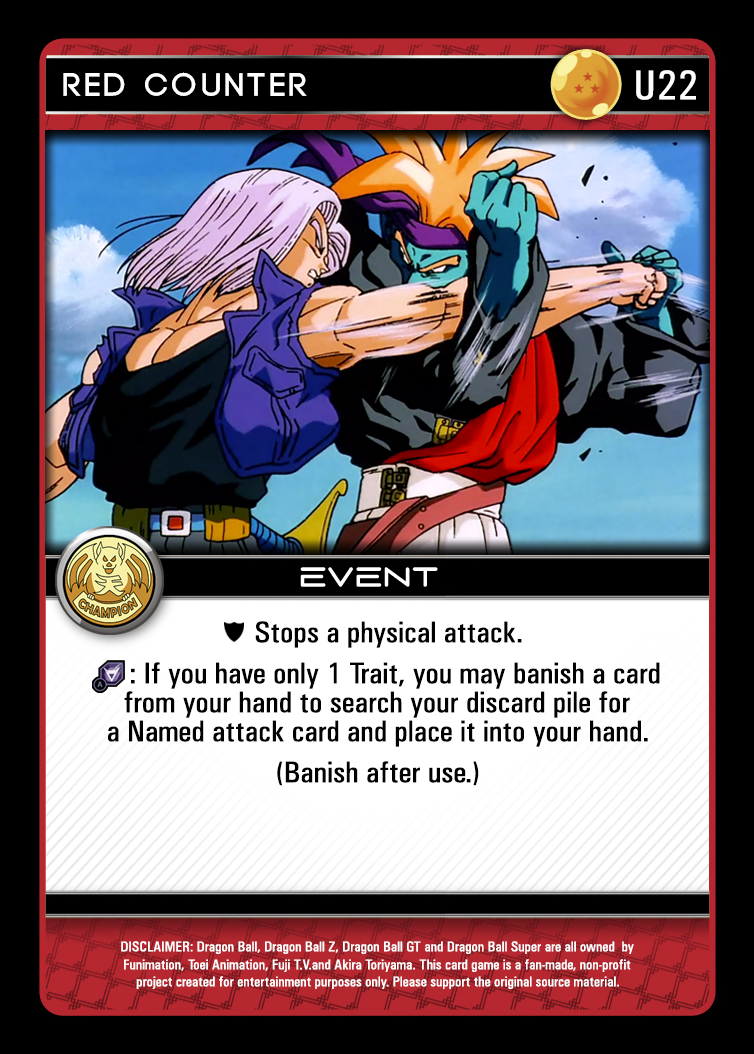 RED COUNTER
U22
EVENT
CHAMPION
Stops a physical attack.
A : If you have only 1 Trait, you may banish a card
from your hand to search your discard pile for
a Named attack card and place it into your hand.
(Banish after use.)
DISCLAIMER: Dragon Ball, Dragon Ball Z, Dragon Ball GT and Dragon Ball Super are all owned by
Funimation, Toei Animation, Fuji T.V.and Akira Toriyama. This card game is a fan-made, non-profit
project created for entertainment purposes only. Please support the original source material.